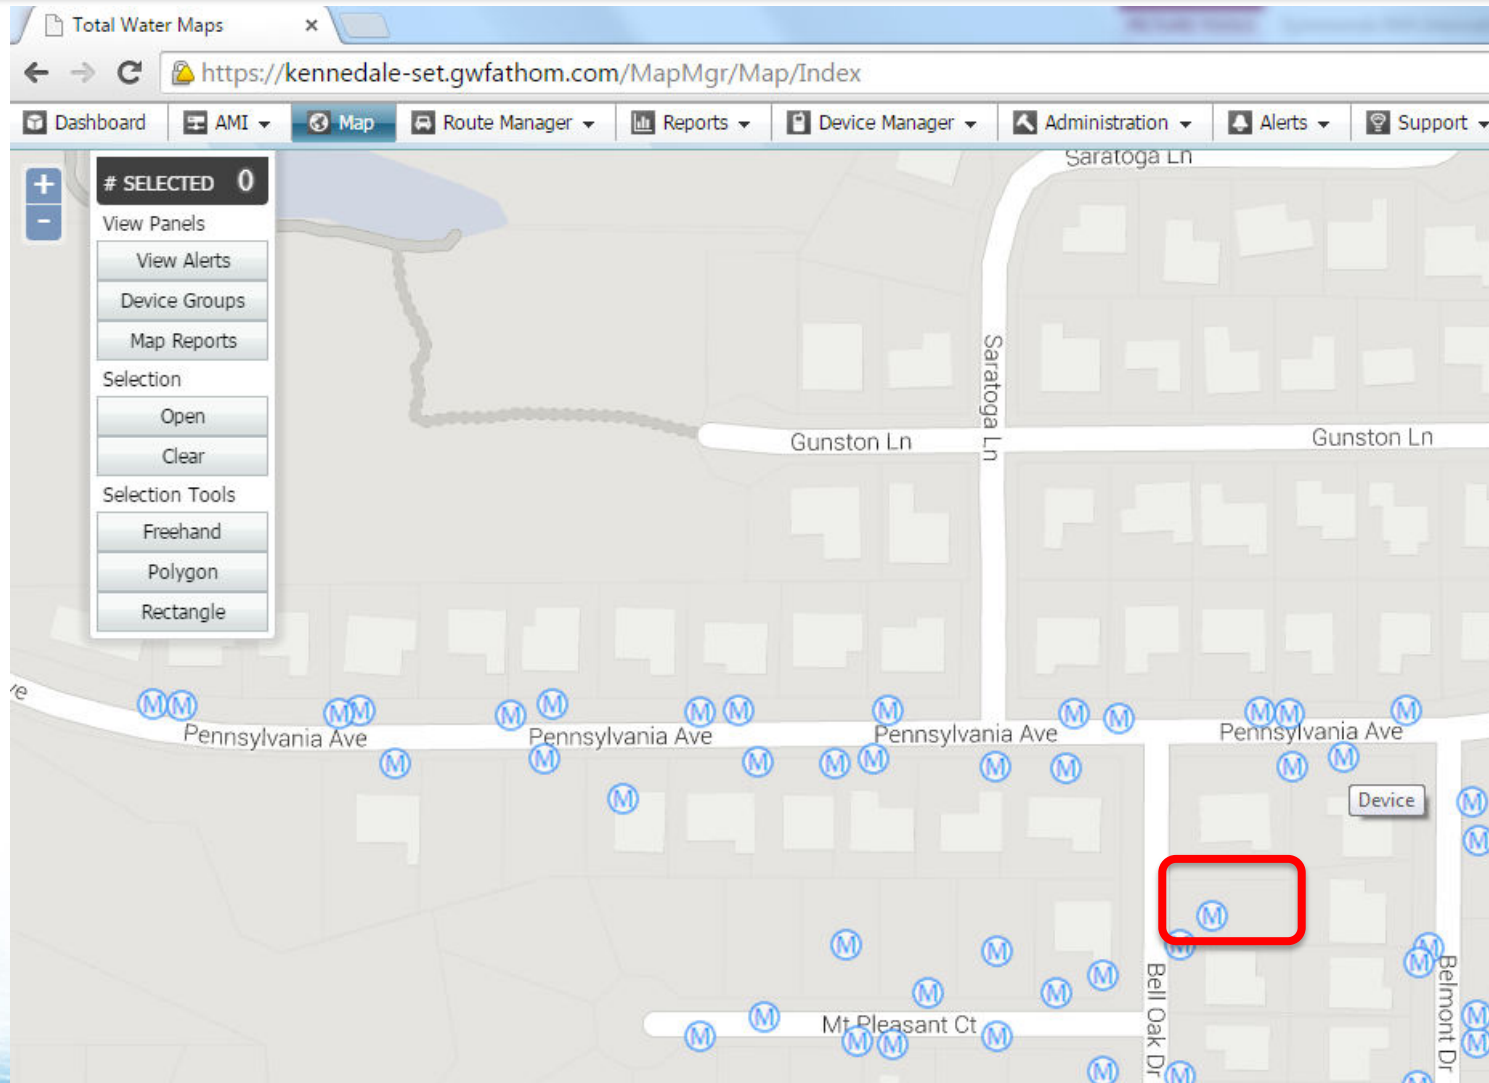 Total Water Maps
https://kennedale-set.gwfathom.com/MapMgr/Map/Index
Dashboard AMI Map Route Manager Reports Device Manager Administration Alerts Support
# SELECTED 0
View Panels
View Alerts
Device Groups
Map Reports
Selection
Open
Clear
Selection Tools
Freehand
Polygon
Rectangle
Saratoga Ln
Saratoga Ln
Gunston Ln
Gunston Ln
M M M M M M M M M M M M M M
Pennsylvania Ave Pennsylvania Ave Pennsylvania Ave Pennsylvania Ave
M M M M M M M M M
Device
M
M
M
M
M
M M M
M M
M M M
Bell Oak Dr
Belmont Dr
M M M
Mt Pleasant Ct
M M M M M
M M